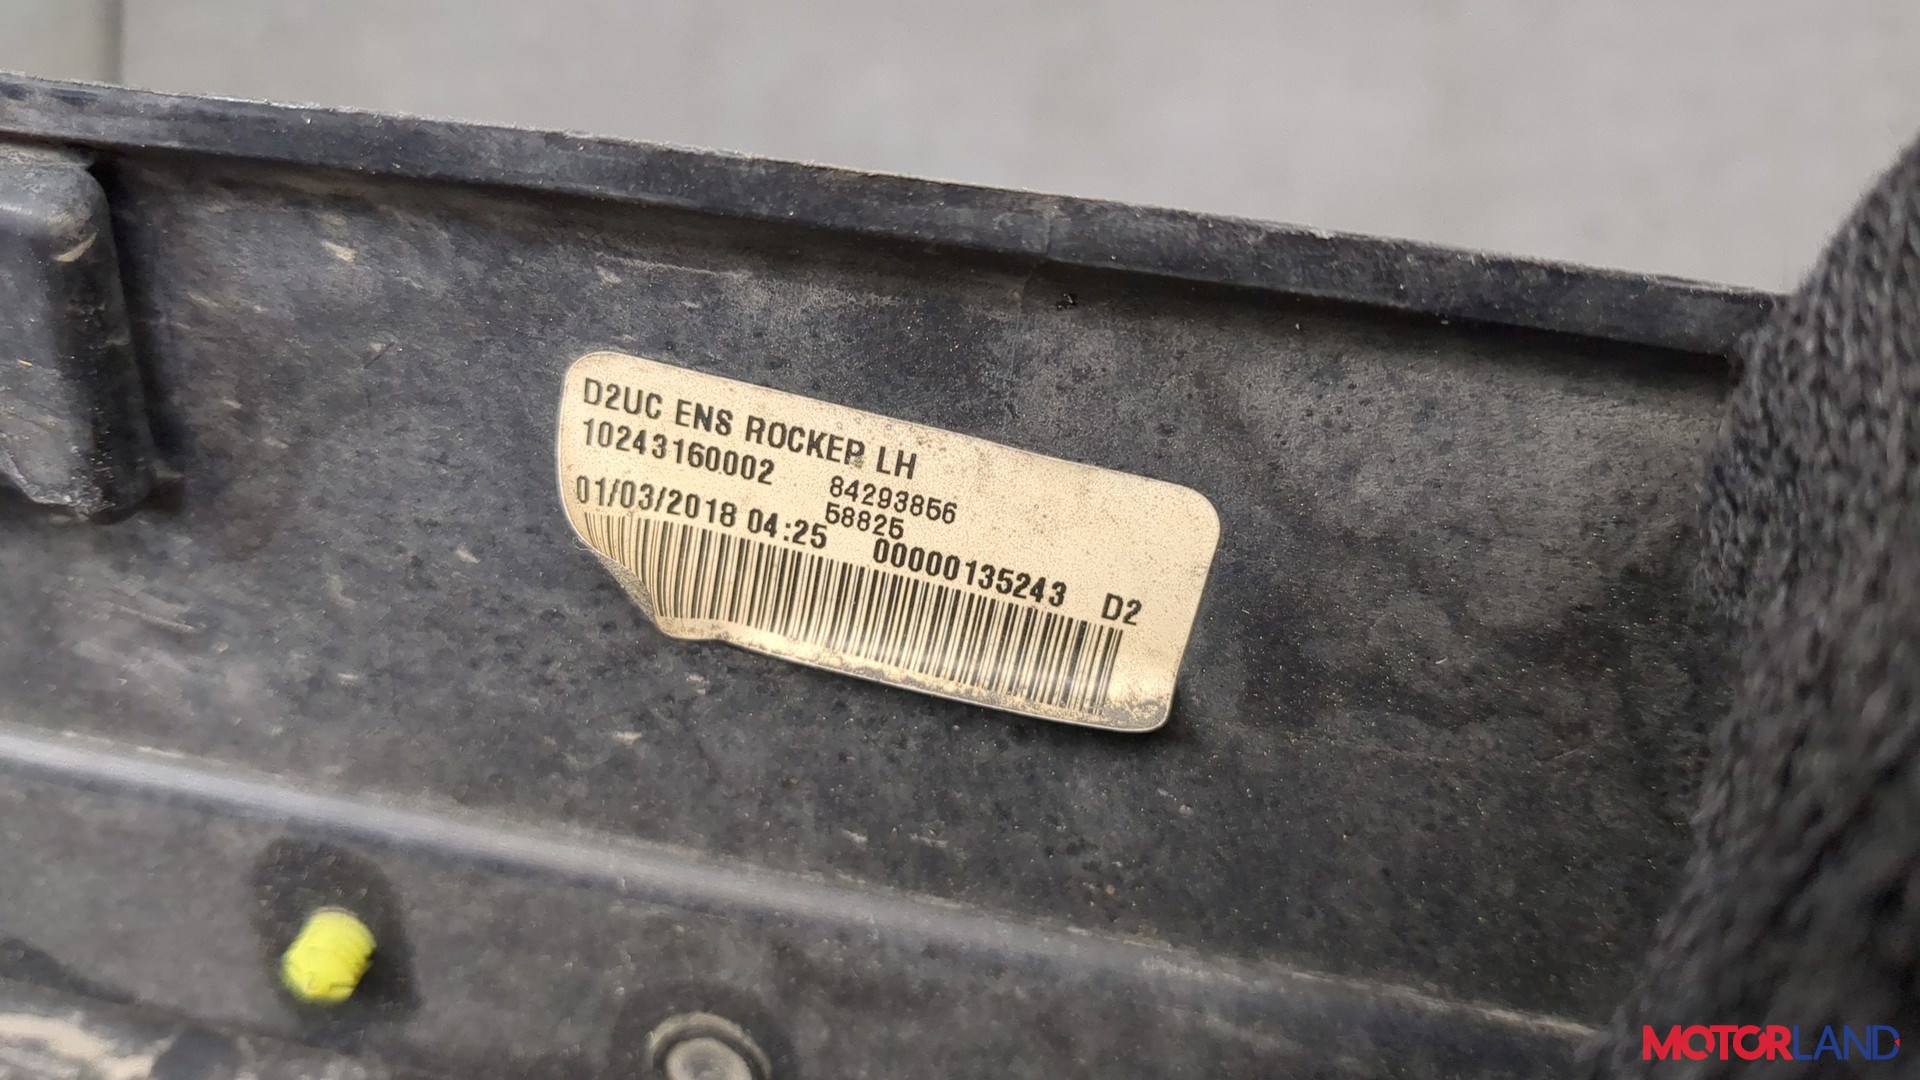 D2UC ENS ROCKER LH
10243160002 84293856
58825
01/03/2018 04:25 00000135243 D2
MOTORLAND